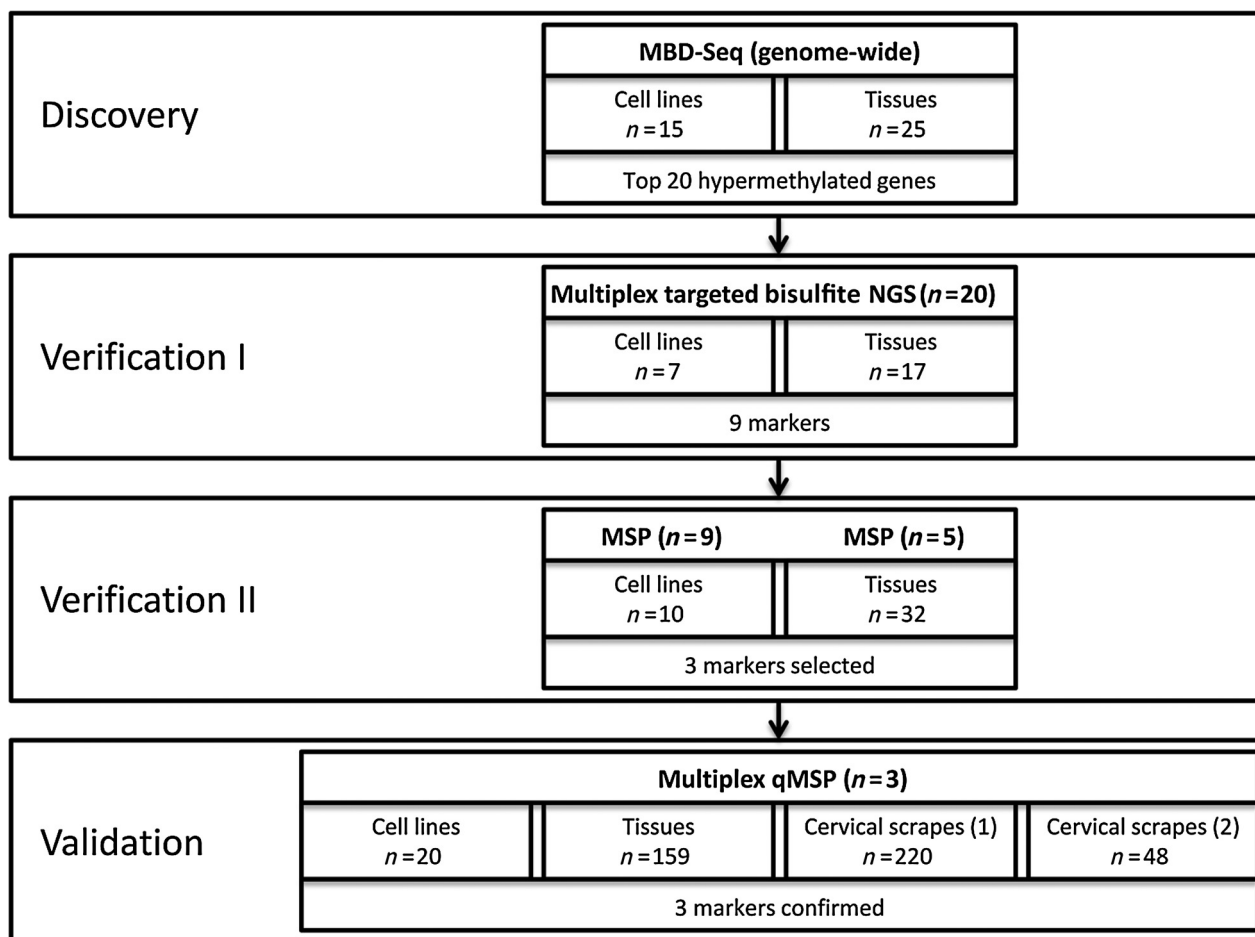 Discovery
MBD-Seq (genome-wide)
Cell lines
n=15
Tissues
n=25
Top 20 hypermethylated genes
Verification I
Multiplex targeted bisulfite NGS (n=20)
Cell lines
n=7
Tissues
n=17
9 markers
Verification II
MSP (n=9)
MSP (n=5)
Cell lines
n=10
Tissues
n=32
3 markers selected
Validation
Multiplex qMSP (n=3)
Cell lines
n=20
Tissues
n=159
Cervical scrapes (1)
n=220
Cervical scrapes (2)
n=48
3 markers confirmed